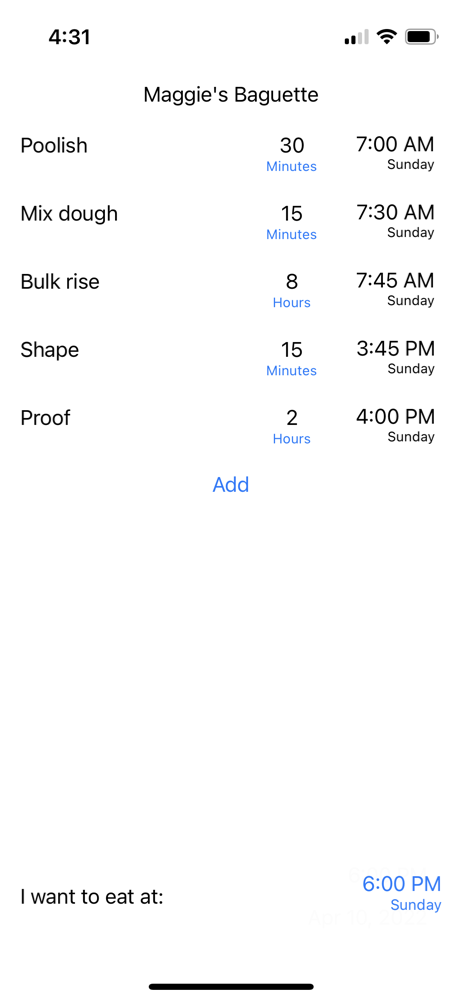 4:31
Maggie's Baguette
Poolish 30 7:00 AM
Minutes Sunday
Mix dough 15 7:30 AM
Minutes Sunday
Bulk rise 8 7:45 AM
Hours Sunday
Shape 15 3:45 PM
Minutes Sunday
Proof 2 4:00 PM
Hours Sunday
Add
6:00 PM
I want to eat at:
Sunday